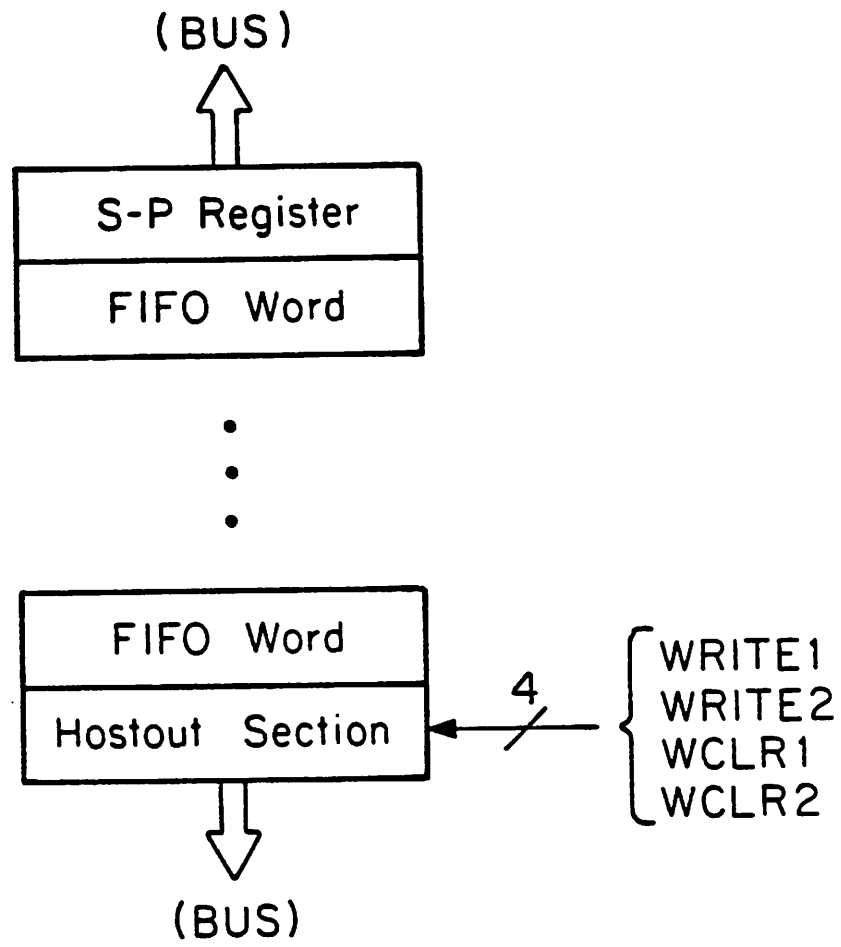 (BUS)
S-P Register
FIFO Word
FIFO Word
Hostout Section
4
WRITE1
WRITE2
WCLR1
WCLR2
(BUS)